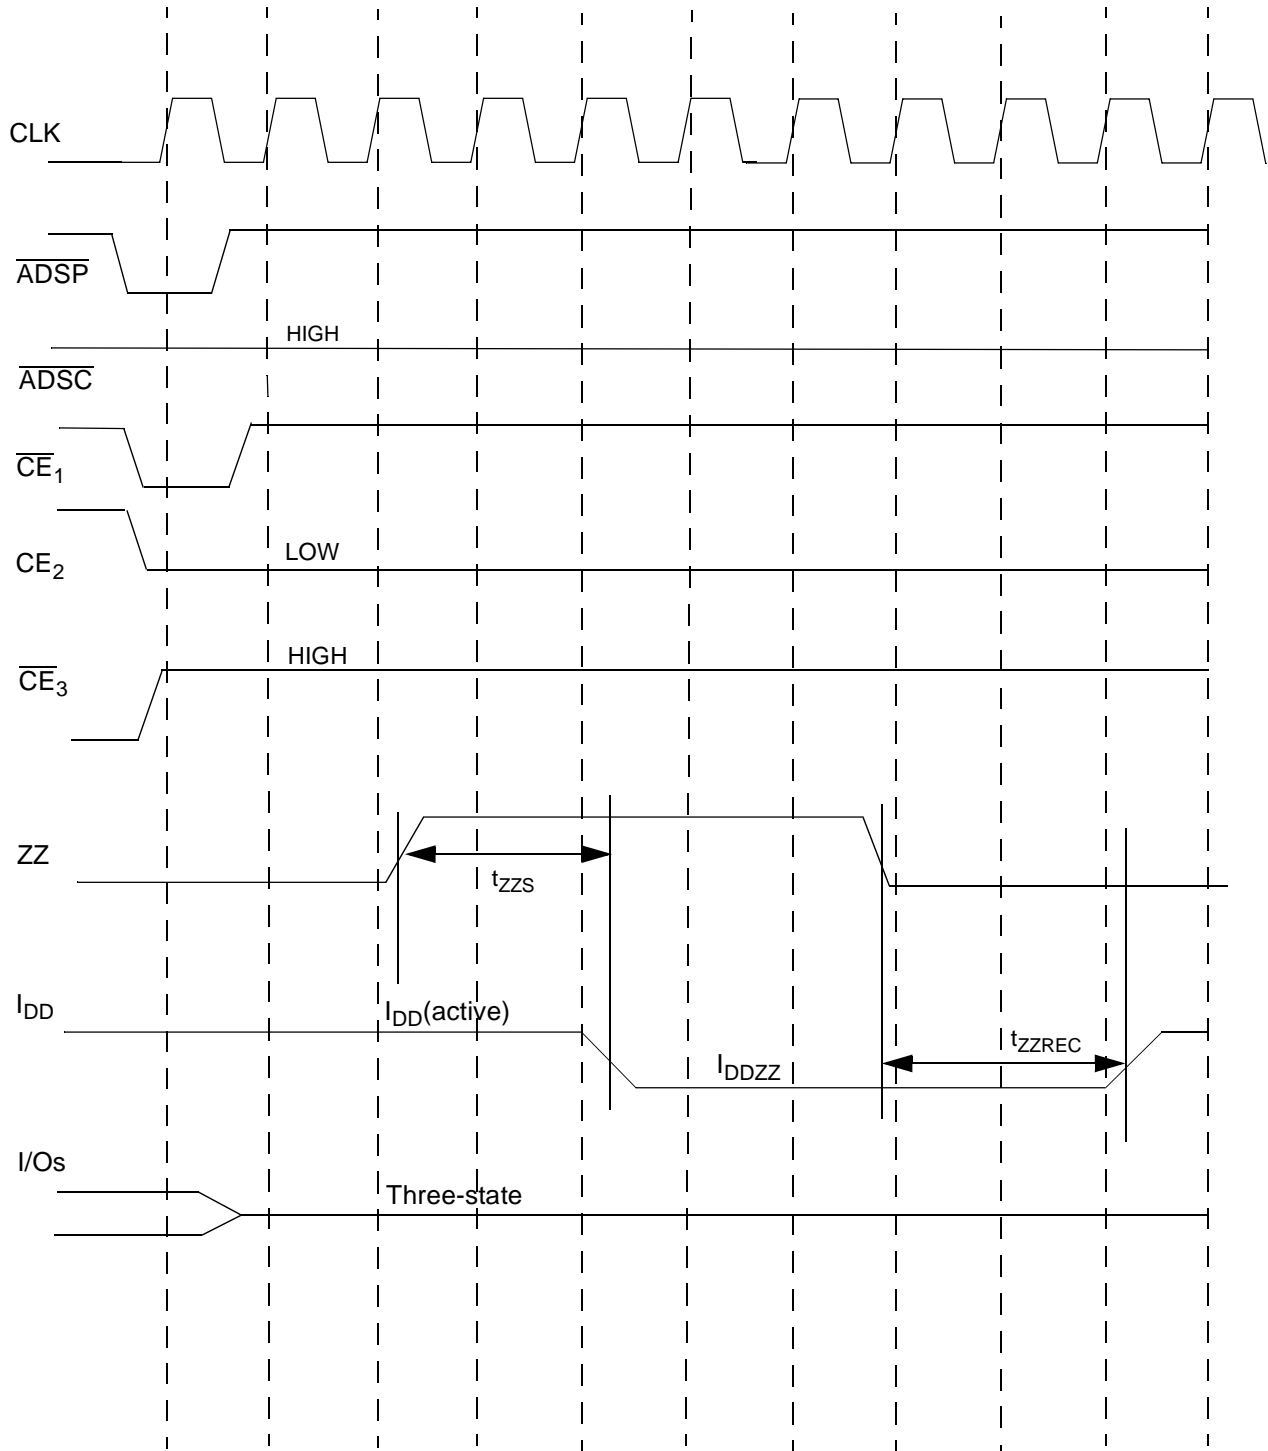 CLK
ADSP
HIGH
ADSC
CE1
LOW
CE2
HIGH
CE3
ZZ
tZZS
IDD
IDD(active)
tZZREC
IDDZZ
I/Os
Three-state